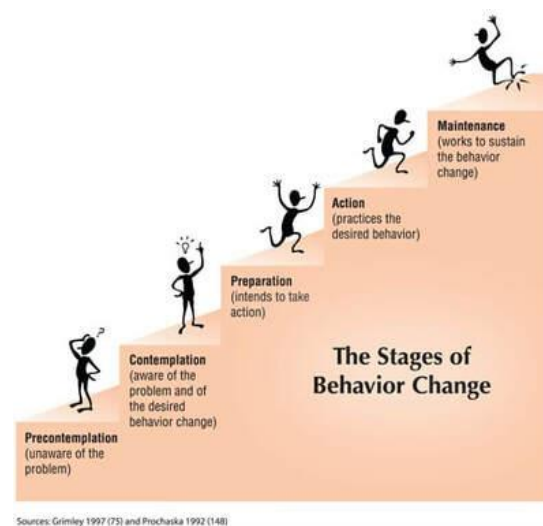 Maintenance
(works to sustain
the behavior
change)
Action
(practices the
desired behavior)
Preparation
(intends to take
action)
Contemplation
(aware of the
problem and of
the desired
behavior change)
Precontemplation
(unaware of the
problem)
The Stages of
Behavior Change
Sources: Grimley 1997 (75) and Prochaska 1992 (148)